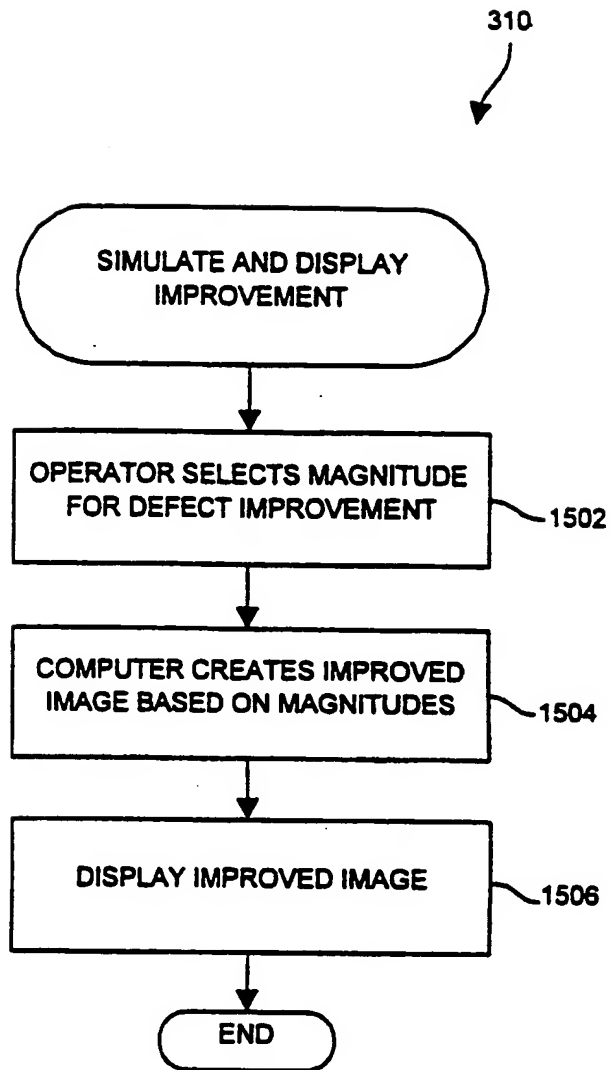 310
SIMULATE AND DISPLAY
IMPROVEMENT
OPERATOR SELECTS MAGNITUDE
FOR DEFECT IMPROVEMENT
1502
COMPUTER CREATES IMPROVED
IMAGE BASED ON MAGNITUDES
1504
DISPLAY IMPROVED IMAGE
1506
END